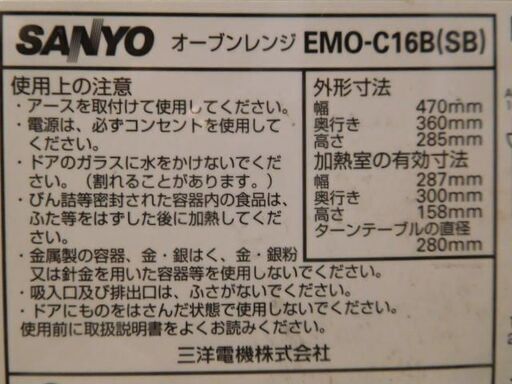 SANYO オーブンレンジ EMO-C16B(SB)
使用上の注意
・アースを取付けて使用してください。
・電源は、必ずコンセントを使用して
ください。
・ドアのガラスに水をかけないでくだ
さい。（割れることがあります。）
・びん詰等密封された容器内の食品は、
ふた等をはずした後に加熱してくだ
さい。
・金属製の容器、金・銀はく、金・銀粉
又は針金を用いた容器等を使用しないでください。
・吸入口及び排出口は、ふさがないでください。
・ドアにものをはさんだ状態で使用しないでください。
使用前に取扱説明書をよくお読みください。
三洋電機株式会社
外形寸法
幅 470mm
奥行き 360mm
高さ 285mm
加熱室の有効寸法
幅 287mm
奥行き 300mm
高さ 158mm
ターンテーブルの直径
280mm